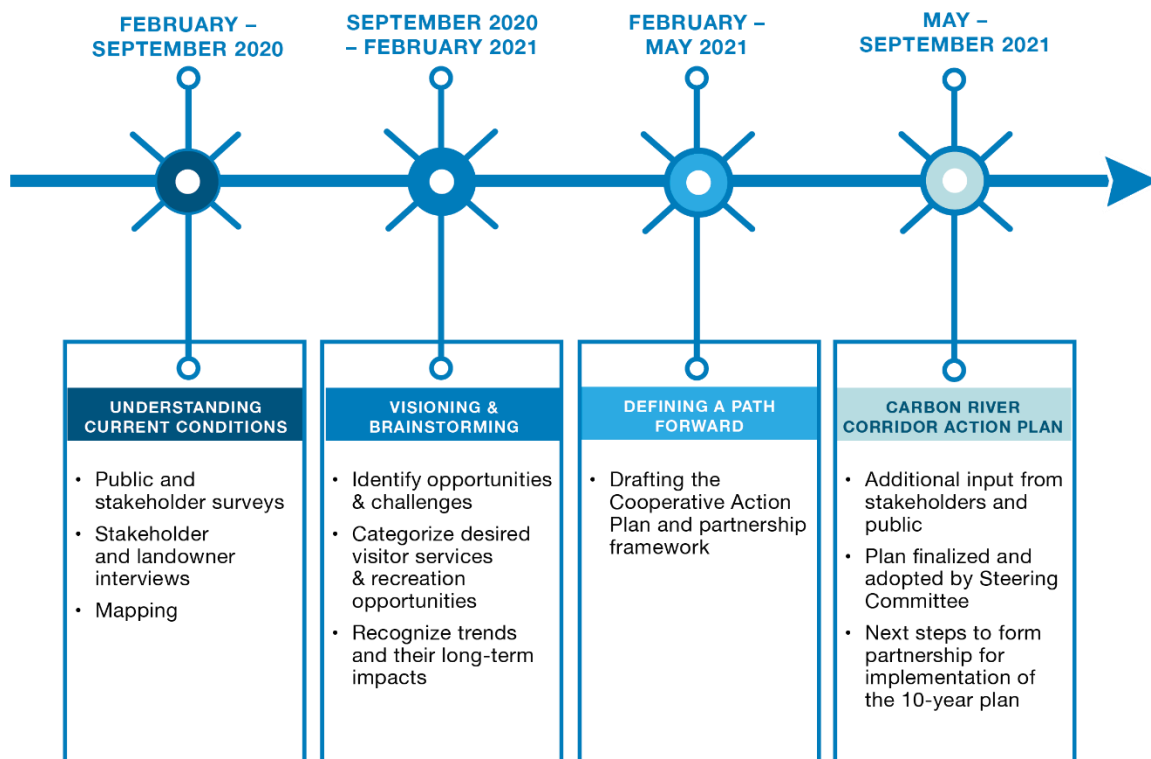 FEBRUARY –
SEPTEMBER 2020
SEPTEMBER 2020
– FEBRUARY 2021
FEBRUARY –
MAY 2021
MAY –
SEPTEMBER 2021
UNDERSTANDING
CURRENT CONDITIONS
• Public and
stakeholder surveys
• Stakeholder
and landowner
interviews
• Mapping
VISIONING &
BRAINSTORMING
• Identify opportunities
& challenges
• Categorize desired
visitor services
& recreation
opportunities
• Recognize trends
and their long-term
impacts
DEFINING A PATH
FORWARD
• Drafting the
Cooperative Action
Plan and partnership
framework
CARBON RIVER
CORRIDOR ACTION PLAN
• Additional input from
stakeholders and
public
• Plan finalized and
adopted by Steering
Committee
• Next steps to form
partnership for
implementation of
the 10-year plan